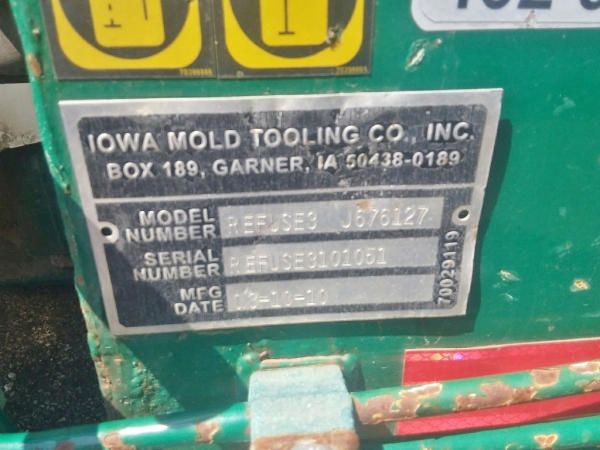 70398865
IOWA MOLD TOOLING CO., INC.
BOX 189, GARNER, IA 50438-0189
MODEL NUMBER REFUSE3 J676127
SERIAL NUMBER REFUSE3101051
MFG DATE
70029119